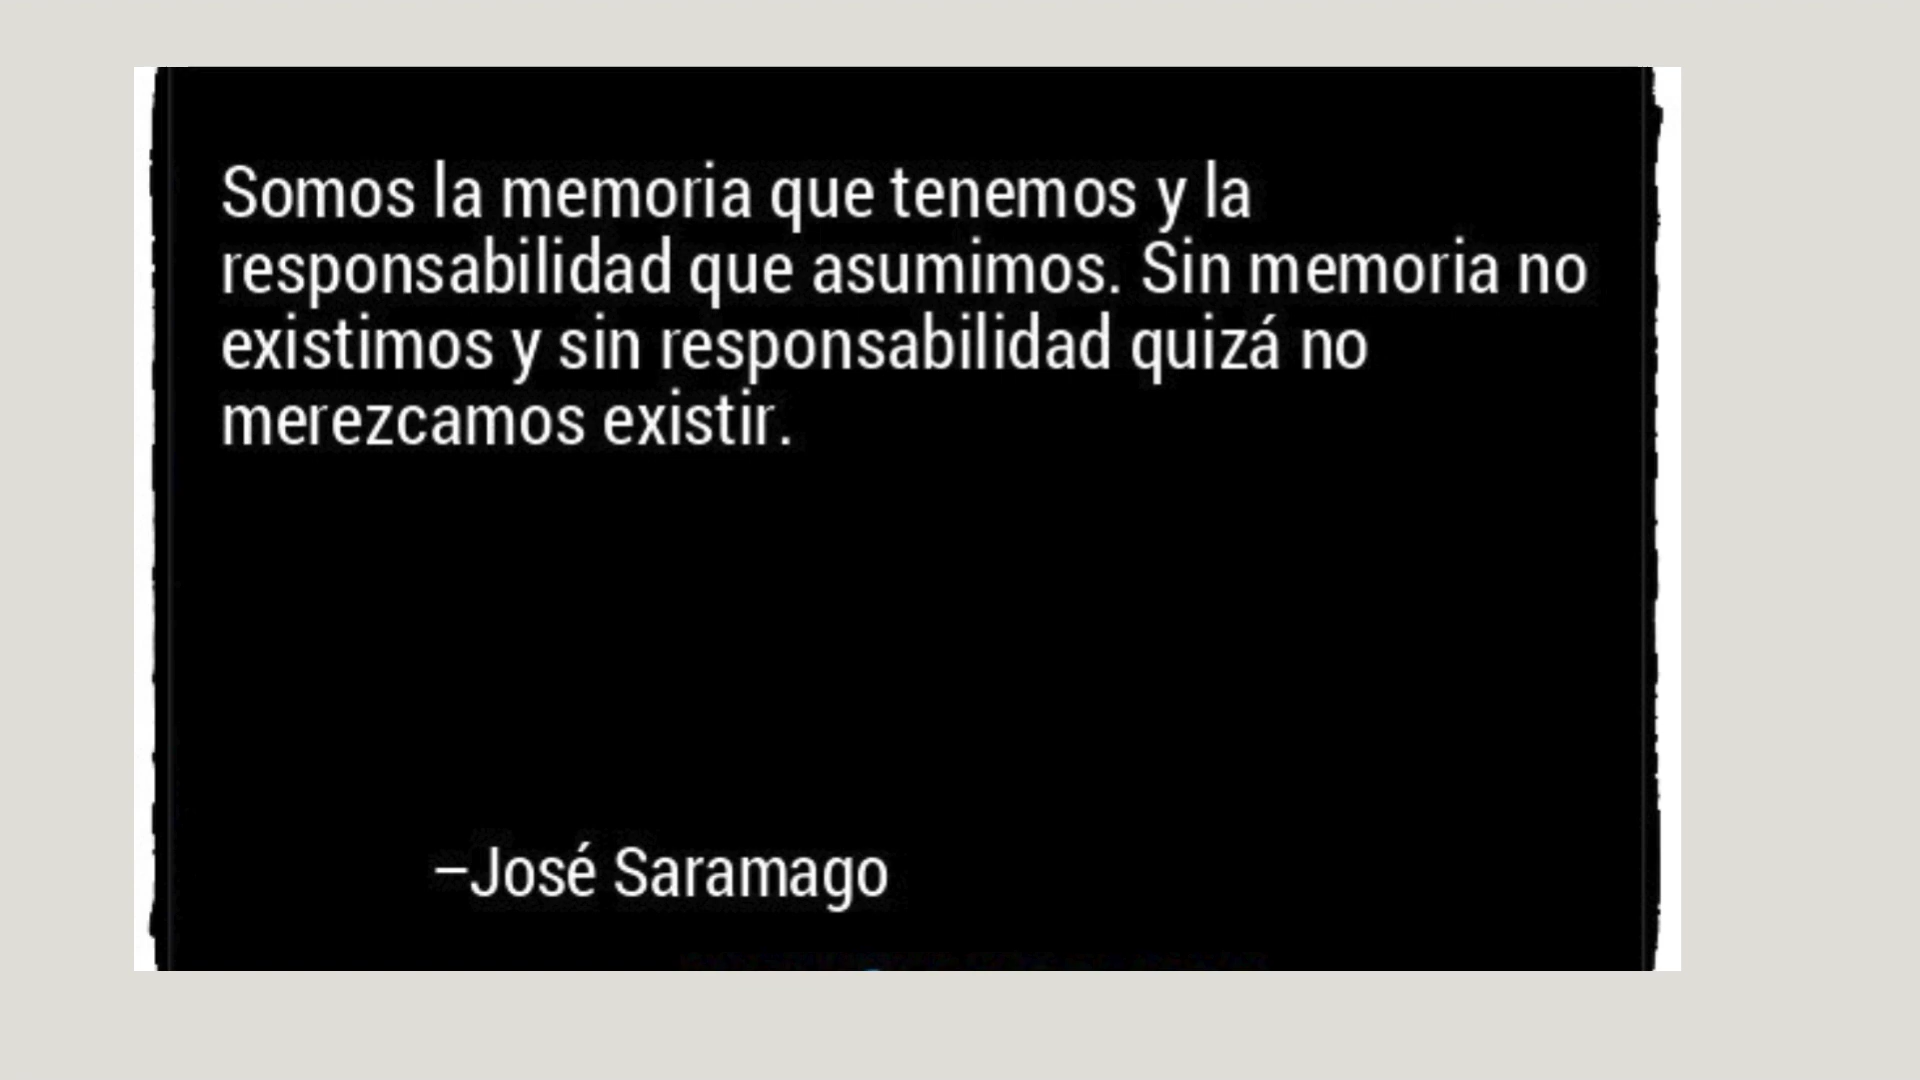 Somos la memoria que tenemos y la
responsabilidad que asumimos. Sin memoria no
existimos y sin responsabilidad quizá no
merezcamos existir.
–José Saramago